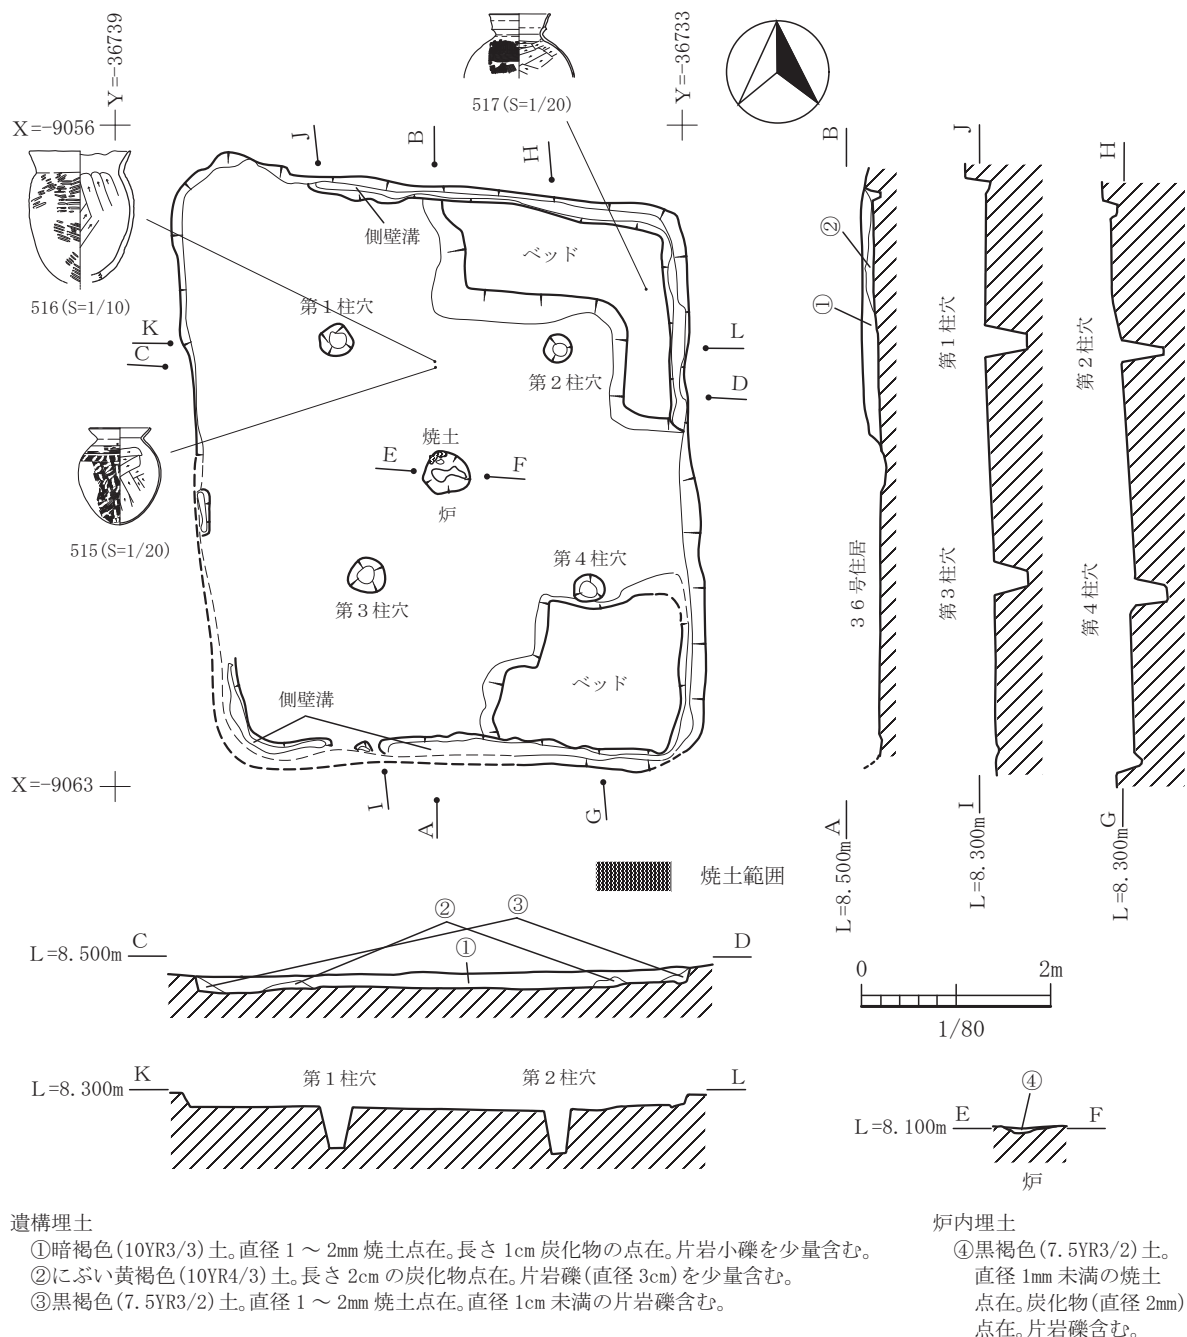 Y=-36739
517(S=1/20)
Y=-36733
X=-9056
J
B
H
側壁溝
ベッド
516(S=1/10)
第1柱穴
K
C
L
D
第2柱穴
焼土
E
F
炉
515(S=1/20)
第4柱穴
第3柱穴
ベッド
側壁溝
X=-9063
I
A
G
B
J
H
②
①
第1柱穴
第2柱穴
36号住居
第3柱穴
第4柱穴
L=8.500m A
L=8.300m I
L=8.300m G
焼土範囲
② ③
L=8.500m C ① D
0 2m
1/80
L=8.300m K 第1柱穴 第2柱穴 L
④
L=8.100m E F
炉
遺構埋土
①暗褐色(10YR3/3)土。直径1～2mm焼土点在。長さ1cm炭化物の点在。片岩小礫を少量含む。
②にぶい黄褐色(10YR4/3)土。長さ2cmの炭化物点在。片岩礫(直径3cm)を少量含む。
③黒褐色(7.5YR3/2)土。直径1～2mm焼土点在。直径1cm未満の片岩礫含む。
炉内埋土
④黒褐色(7.5YR3/2)土。
直径1mm未満の焼土
点在。炭化物(直径2mm)
点在。片岩礫含む。